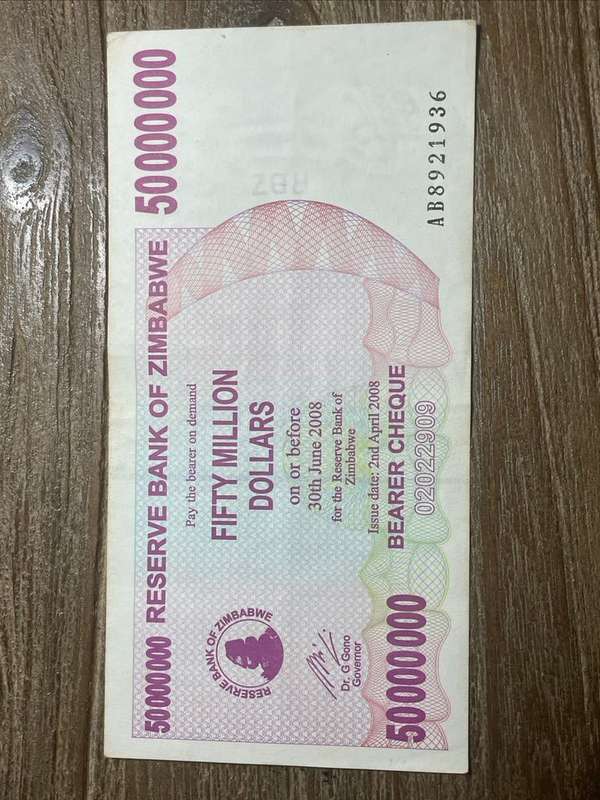 50000000 RESERVE BANK OF ZIMBABWE 50000000
Pay the bearer on demand
FIFTY MILLION
DOLLARS
on or before
30th June 2008
for the Reserve Bank of
Zimbabwe
Issue date: 2nd April 2008
BEARER CHEQUE
02022909
RESERVE BANK OF ZIMBABWE
Dr. G Gono
Governor
50000000
AB8921936